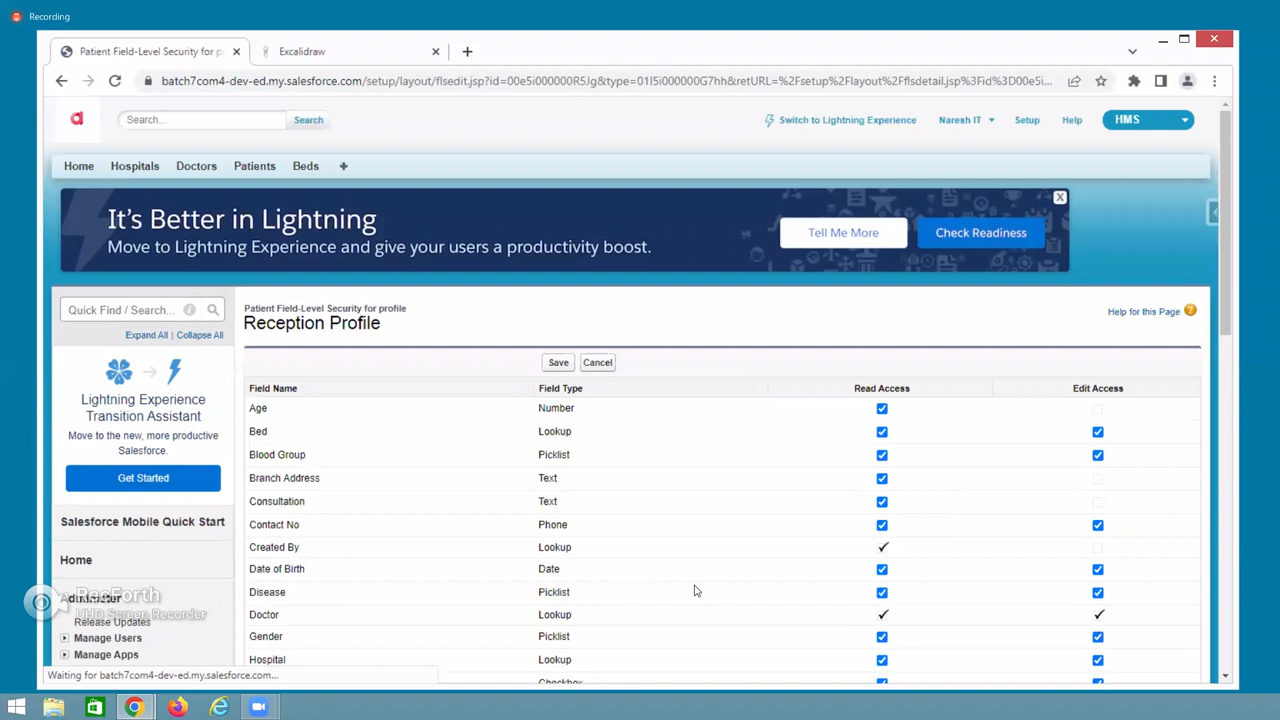 Recording
Patient Field-Level Security for p
Excalidraw
batch7com4-dev-ed.my.salesforce.com/setup/layout/flsedit.jsp?id=00e5i000000R5Jg&type=01I5i000000G7hh&retURL=%2Fsetup%2Flayout%2Fflsdetail.jsp%3Fid%3D00e5i...
Search...
Search
Switch to Lightning Experience
Naresh IT
Setup
Help
HMS
Home
Hospitals
Doctors
Patients
Beds
It's Better in Lightning
Move to Lightning Experience and give your users a productivity boost.
Tell Me More
Check Readiness
X
Quick Find / Search...
Expand All | Collapse All
Lightning Experience
Transition Assistant
Move to the new, more productive
Salesforce.
Get Started
Salesforce Mobile Quick Start
Home
Administer
Release Updates
Manage Users
Manage Apps
RecForth
UHD Screen Recorder
Patient Field-Level Security for profile
Reception Profile
Help for this Page
Save
Cancel
Field Name Field Type Read Access Edit Access
Age Number
Bed Lookup
Blood Group Picklist
Branch Address Text
Consultation Text
Contact No Phone
Created By Lookup
Date of Birth Date
Disease Picklist
Doctor Lookup
Gender Picklist
Hospital Lookup
Checkbox
Waiting for batch7com4-dev-ed.my.salesforce.com...